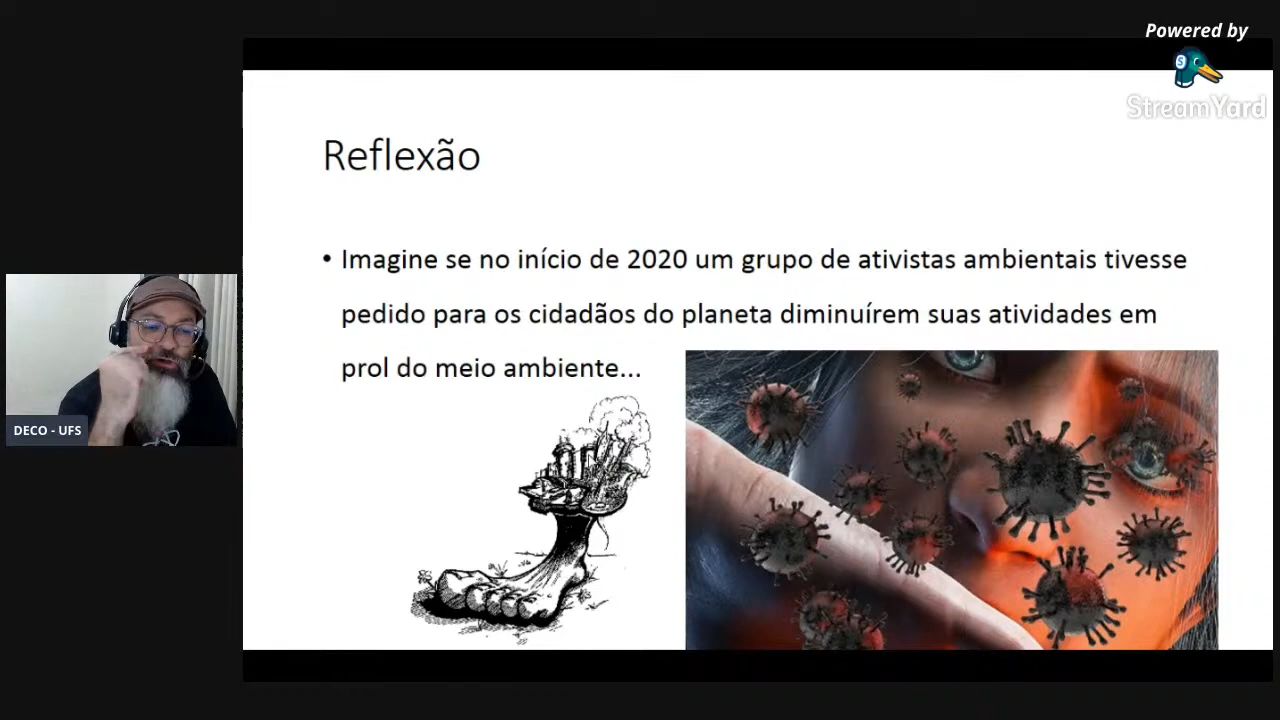 Powered by
StreamYard
Reflexão
• Imagine se no início de 2020 um grupo de ativistas ambientais tivesse
pedido para os cidadãos do planeta diminuírem suas atividades em
prol do meio ambiente...
DECO - UFS